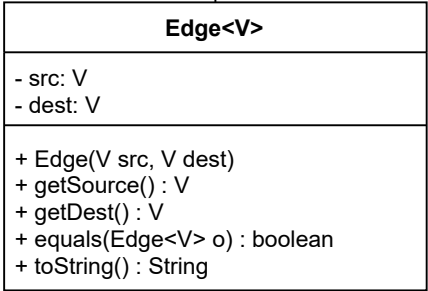 Edge<V>
- src: V
- dest: V
+ Edge(V src, V dest)
+ getSource() : V
+ getDest() : V
+ equals(Edge<V> o) : boolean
+ toString() : String